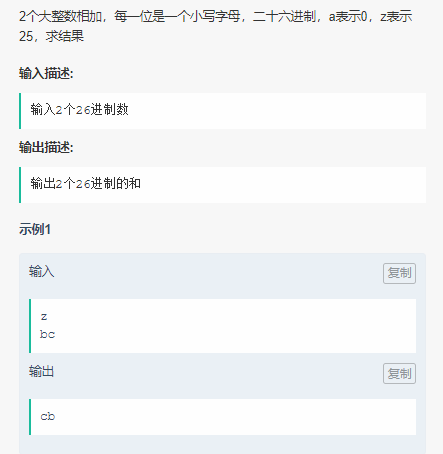 2个大整数相加，每一位是一个小写字母，二十六进制，a表示0，z表示
25，求结果
输入描述:
输入2个26进制数
输出描述:
输出2个26进制的和
示例1
输入
复制
z
bc
输出
复制
cb